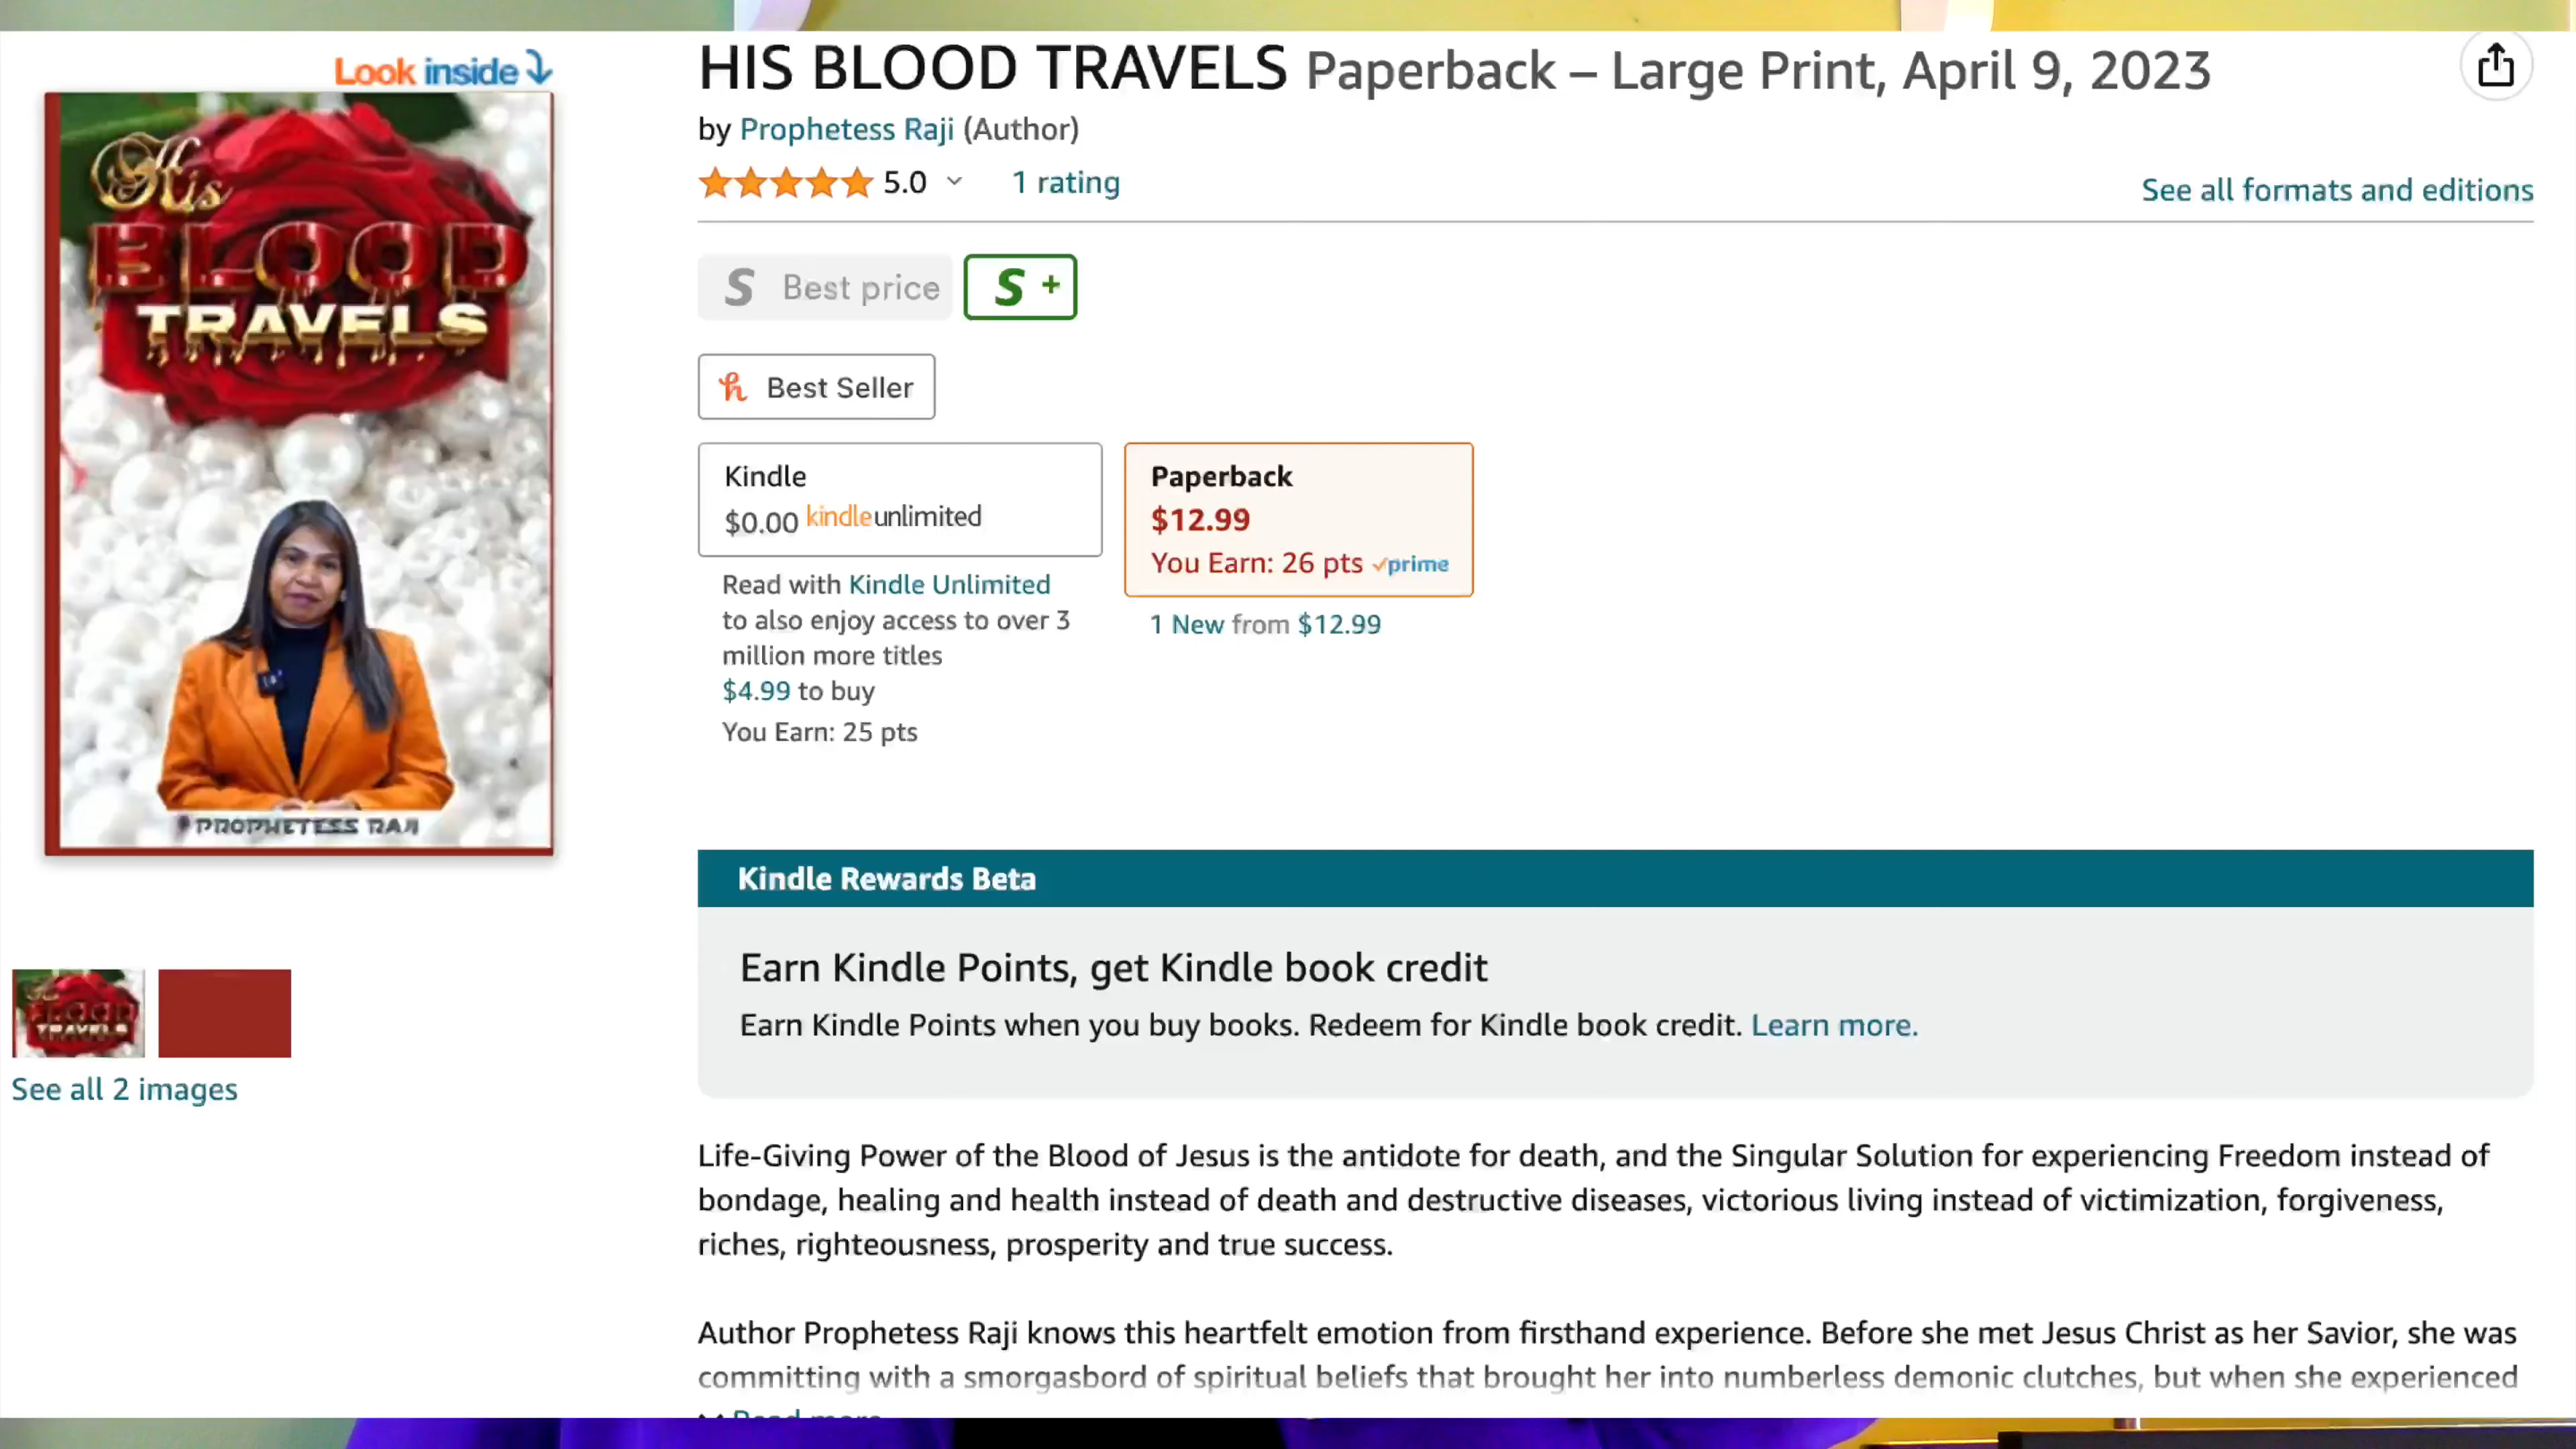 Look inside
His
BLOOD
TRAVELS
PROPHETESS RAJI
See all 2 images
HIS BLOOD TRAVELS Paperback – Large Print, April 9, 2023
by Prophetess Raji (Author)
5.0 1 rating
See all formats and editions
S Best price S +
h Best Seller
Kindle
$0.00 kindleunlimited
Read with Kindle Unlimited
to also enjoy access to over 3
million more titles
$4.99 to buy
You Earn: 25 pts
Paperback
$12.99
You Earn: 26 pts prime
1 New from $12.99
Kindle Rewards Beta
Earn Kindle Points, get Kindle book credit
Earn Kindle Points when you buy books. Redeem for Kindle book credit. Learn more.
Life-Giving Power of the Blood of Jesus is the antidote for death, and the Singular Solution for experiencing Freedom instead of
bondage, healing and health instead of death and destructive diseases, victorious living instead of victimization, forgiveness,
riches, righteousness, prosperity and true success.
Author Prophetess Raji knows this heartfelt emotion from firsthand experience. Before she met Jesus Christ as her Savior, she was
committing with a smorgasbord of spiritual beliefs that brought her into numberless demonic clutches, but when she experienced
Read more